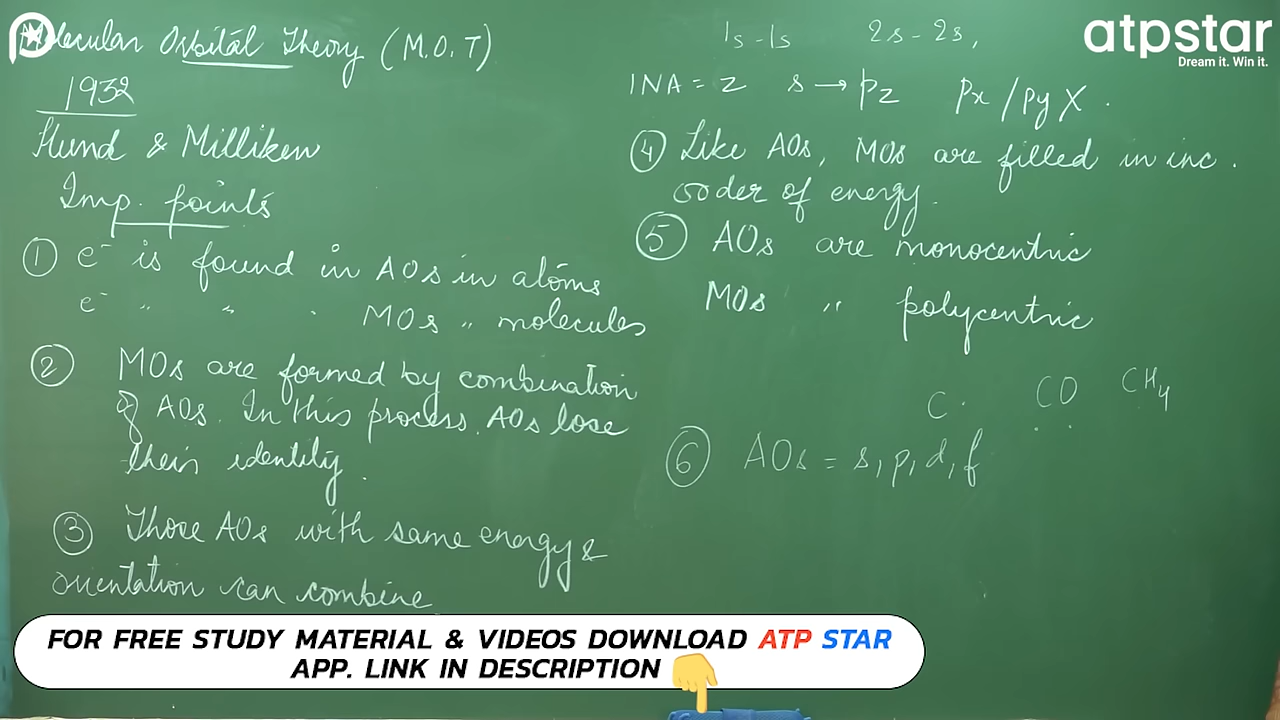 Molecular Orbital Theory (M.O.T)
1932
Hund & Milliken
Imp. points
① e⁻ is found in AOs in atoms
e⁻ " " " MOs " molecules
② MOs are formed by combination
of AOs. In this process AOs lose
their identity.
③ Those AOs with same energy &
orientation can combine
1s-1s 2s-2s,
INA = z s → pz px/py X.
④ Like AOs, MOs are filled in inc.
order of energy.
⑤ AOs are monocentric
MOs " polycentric
C. CO CH₄
⑥ AOs = s, p, d, f
atpstar
Dream it. Win it.
FOR FREE STUDY MATERIAL & VIDEOS DOWNLOAD ATP STAR
APP. LINK IN DESCRIPTION